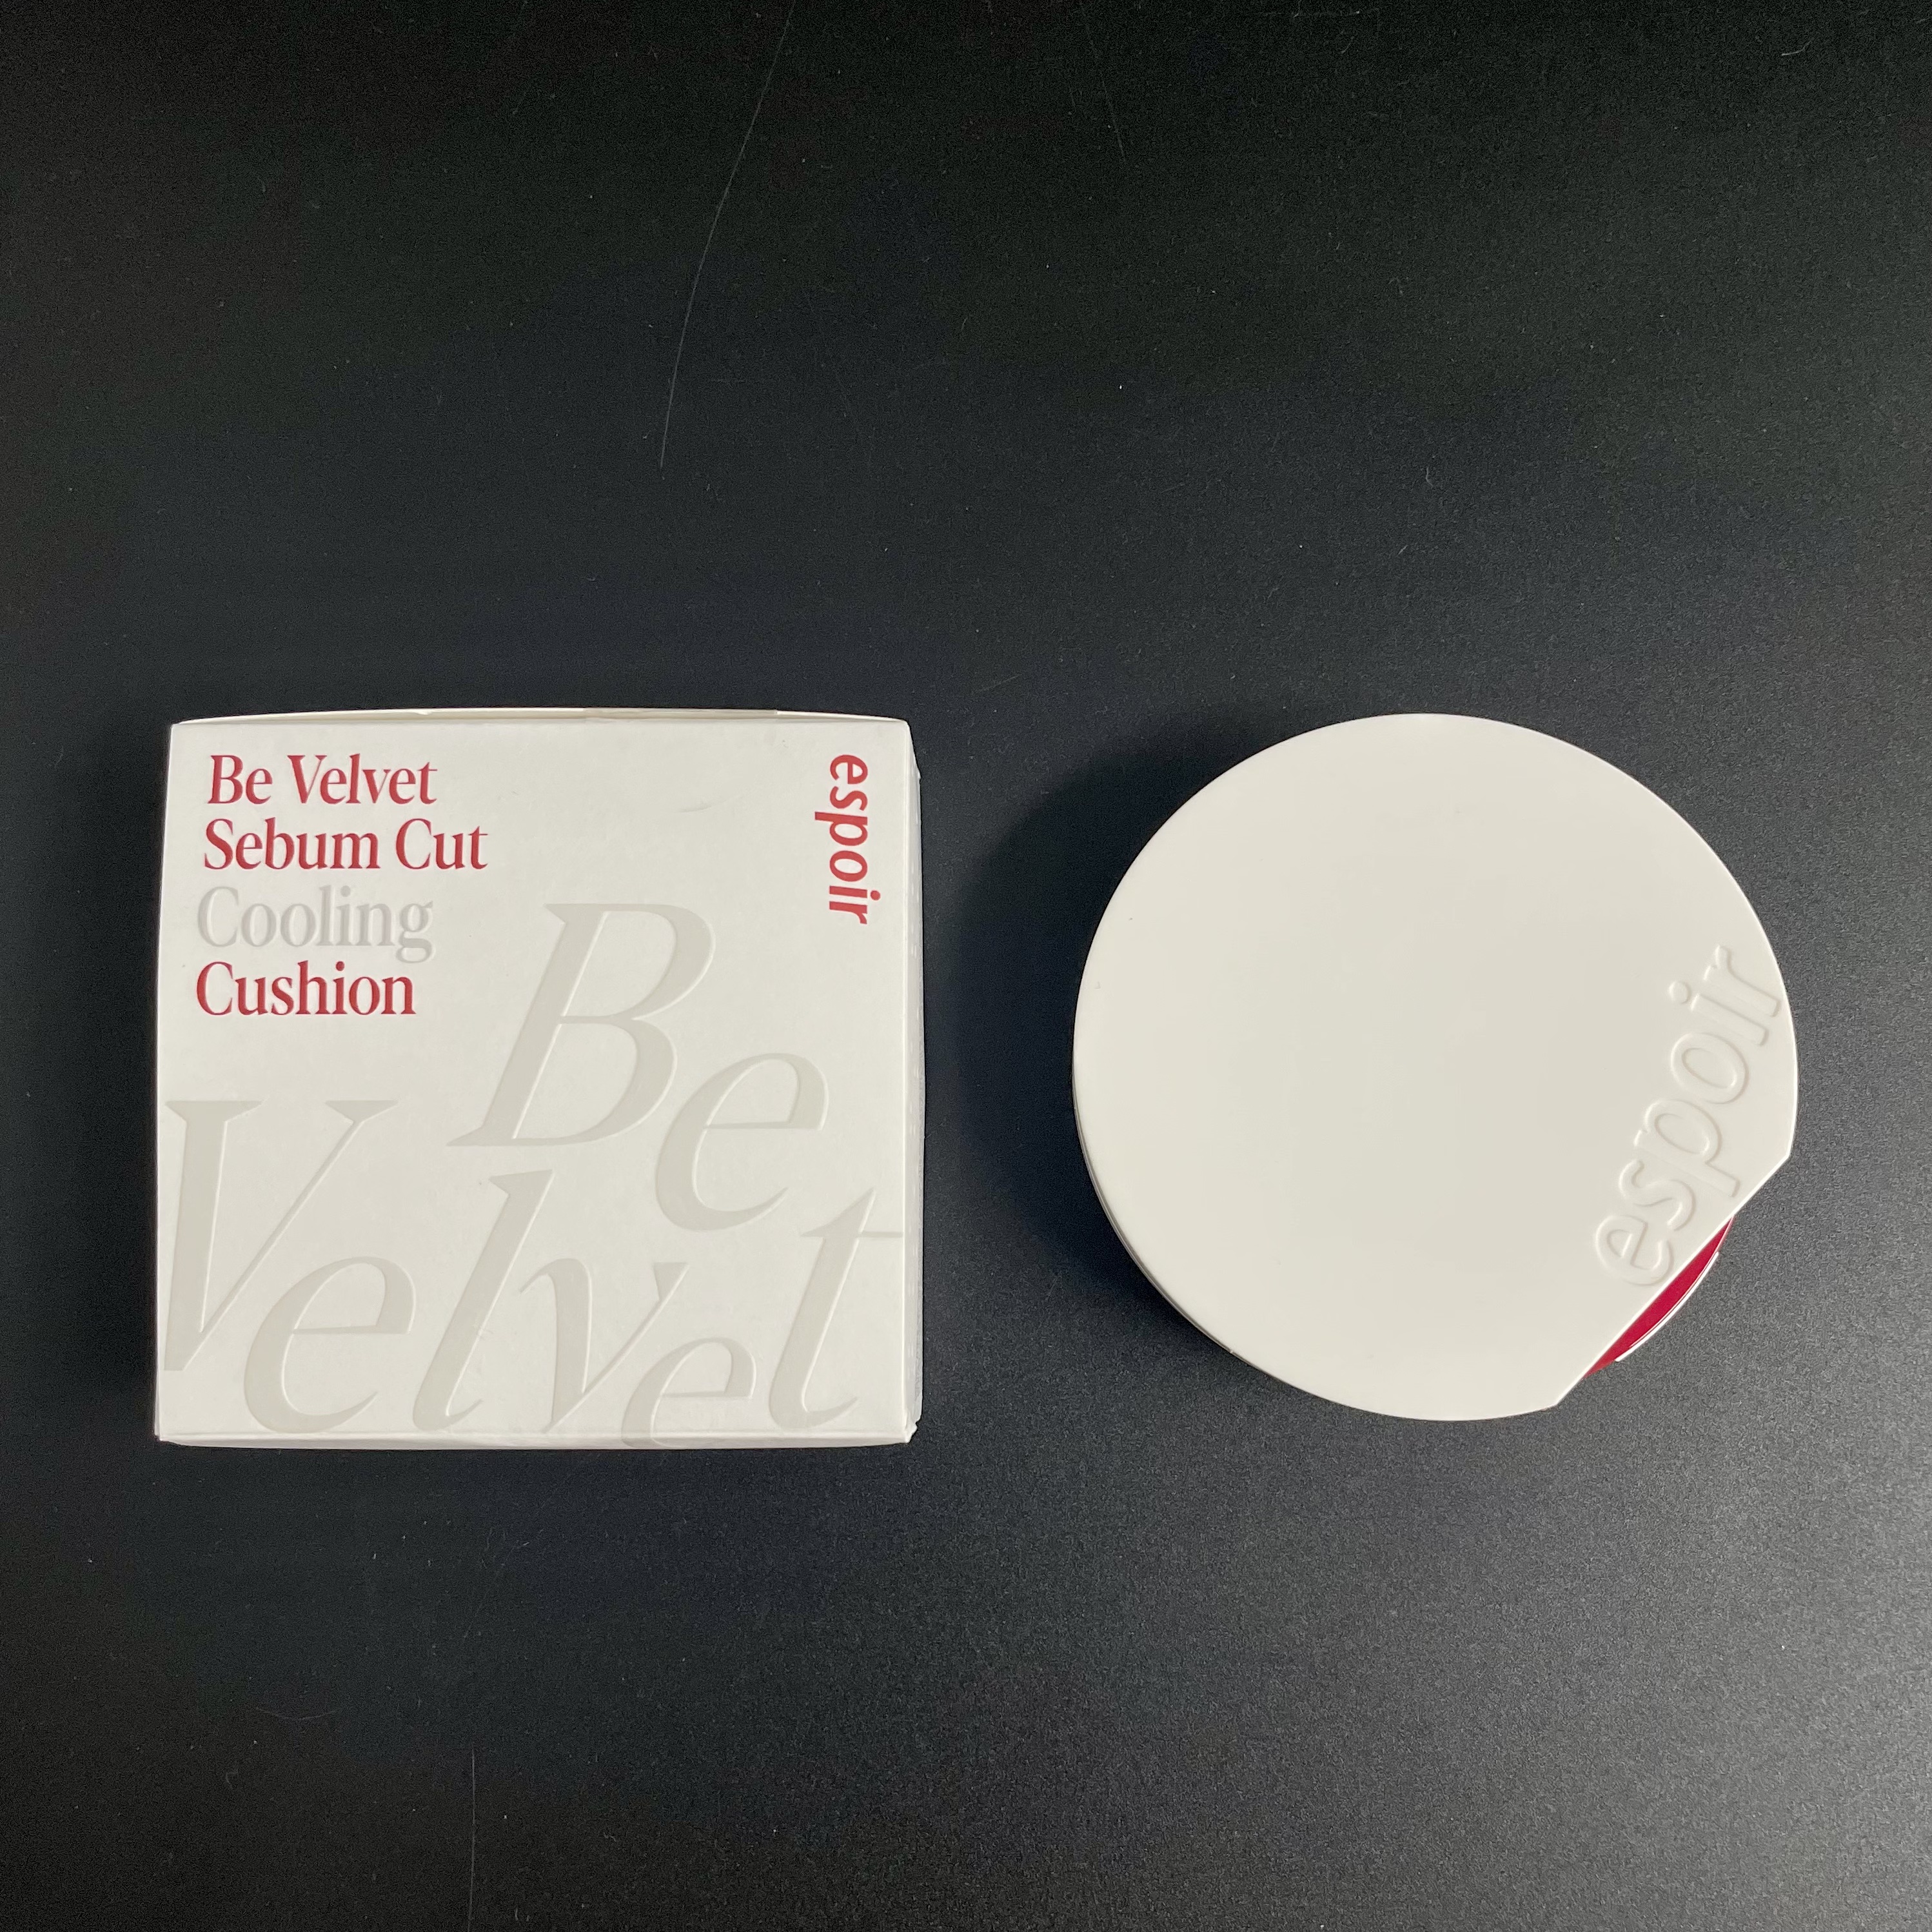 Be Velvet
Sebum Cut
Cooling
Cushion
espoir
Be
Velvet
espoir